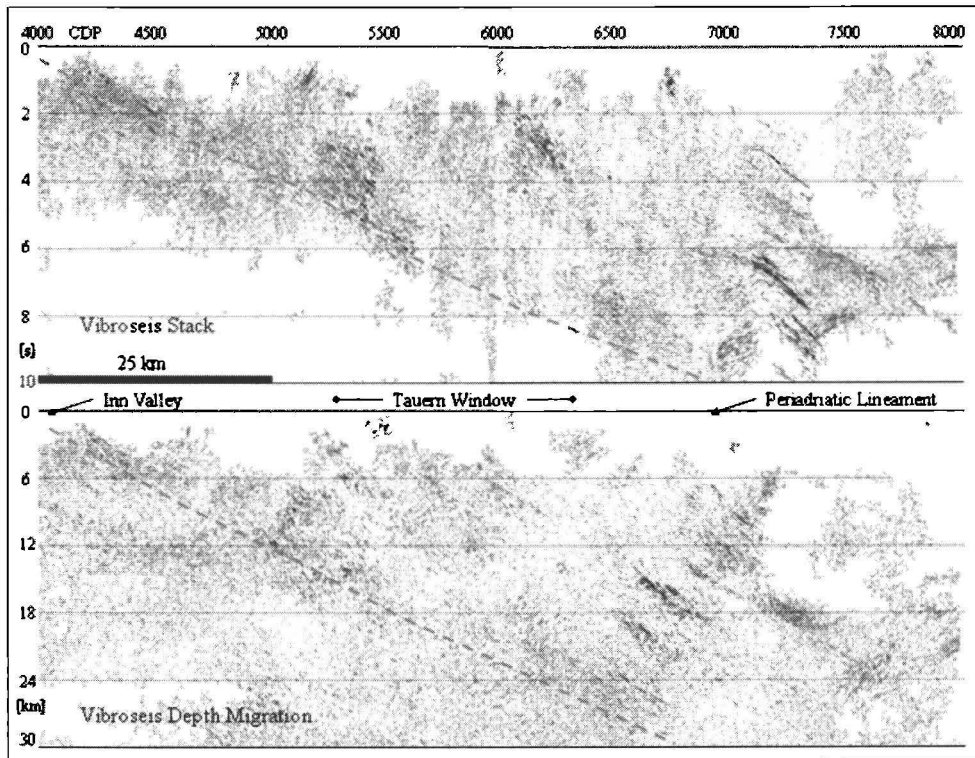 4000 CDP 4500 5000 5500 6000 6500 7000 7500 8000
0
2
4
6
8
Vibroseis Stack
[s]
25 km
10
Inn Valley Tauern Window Periadriatic Lineament
0
6
12
18
24
[km]
Vibroseis Depth Migration
30